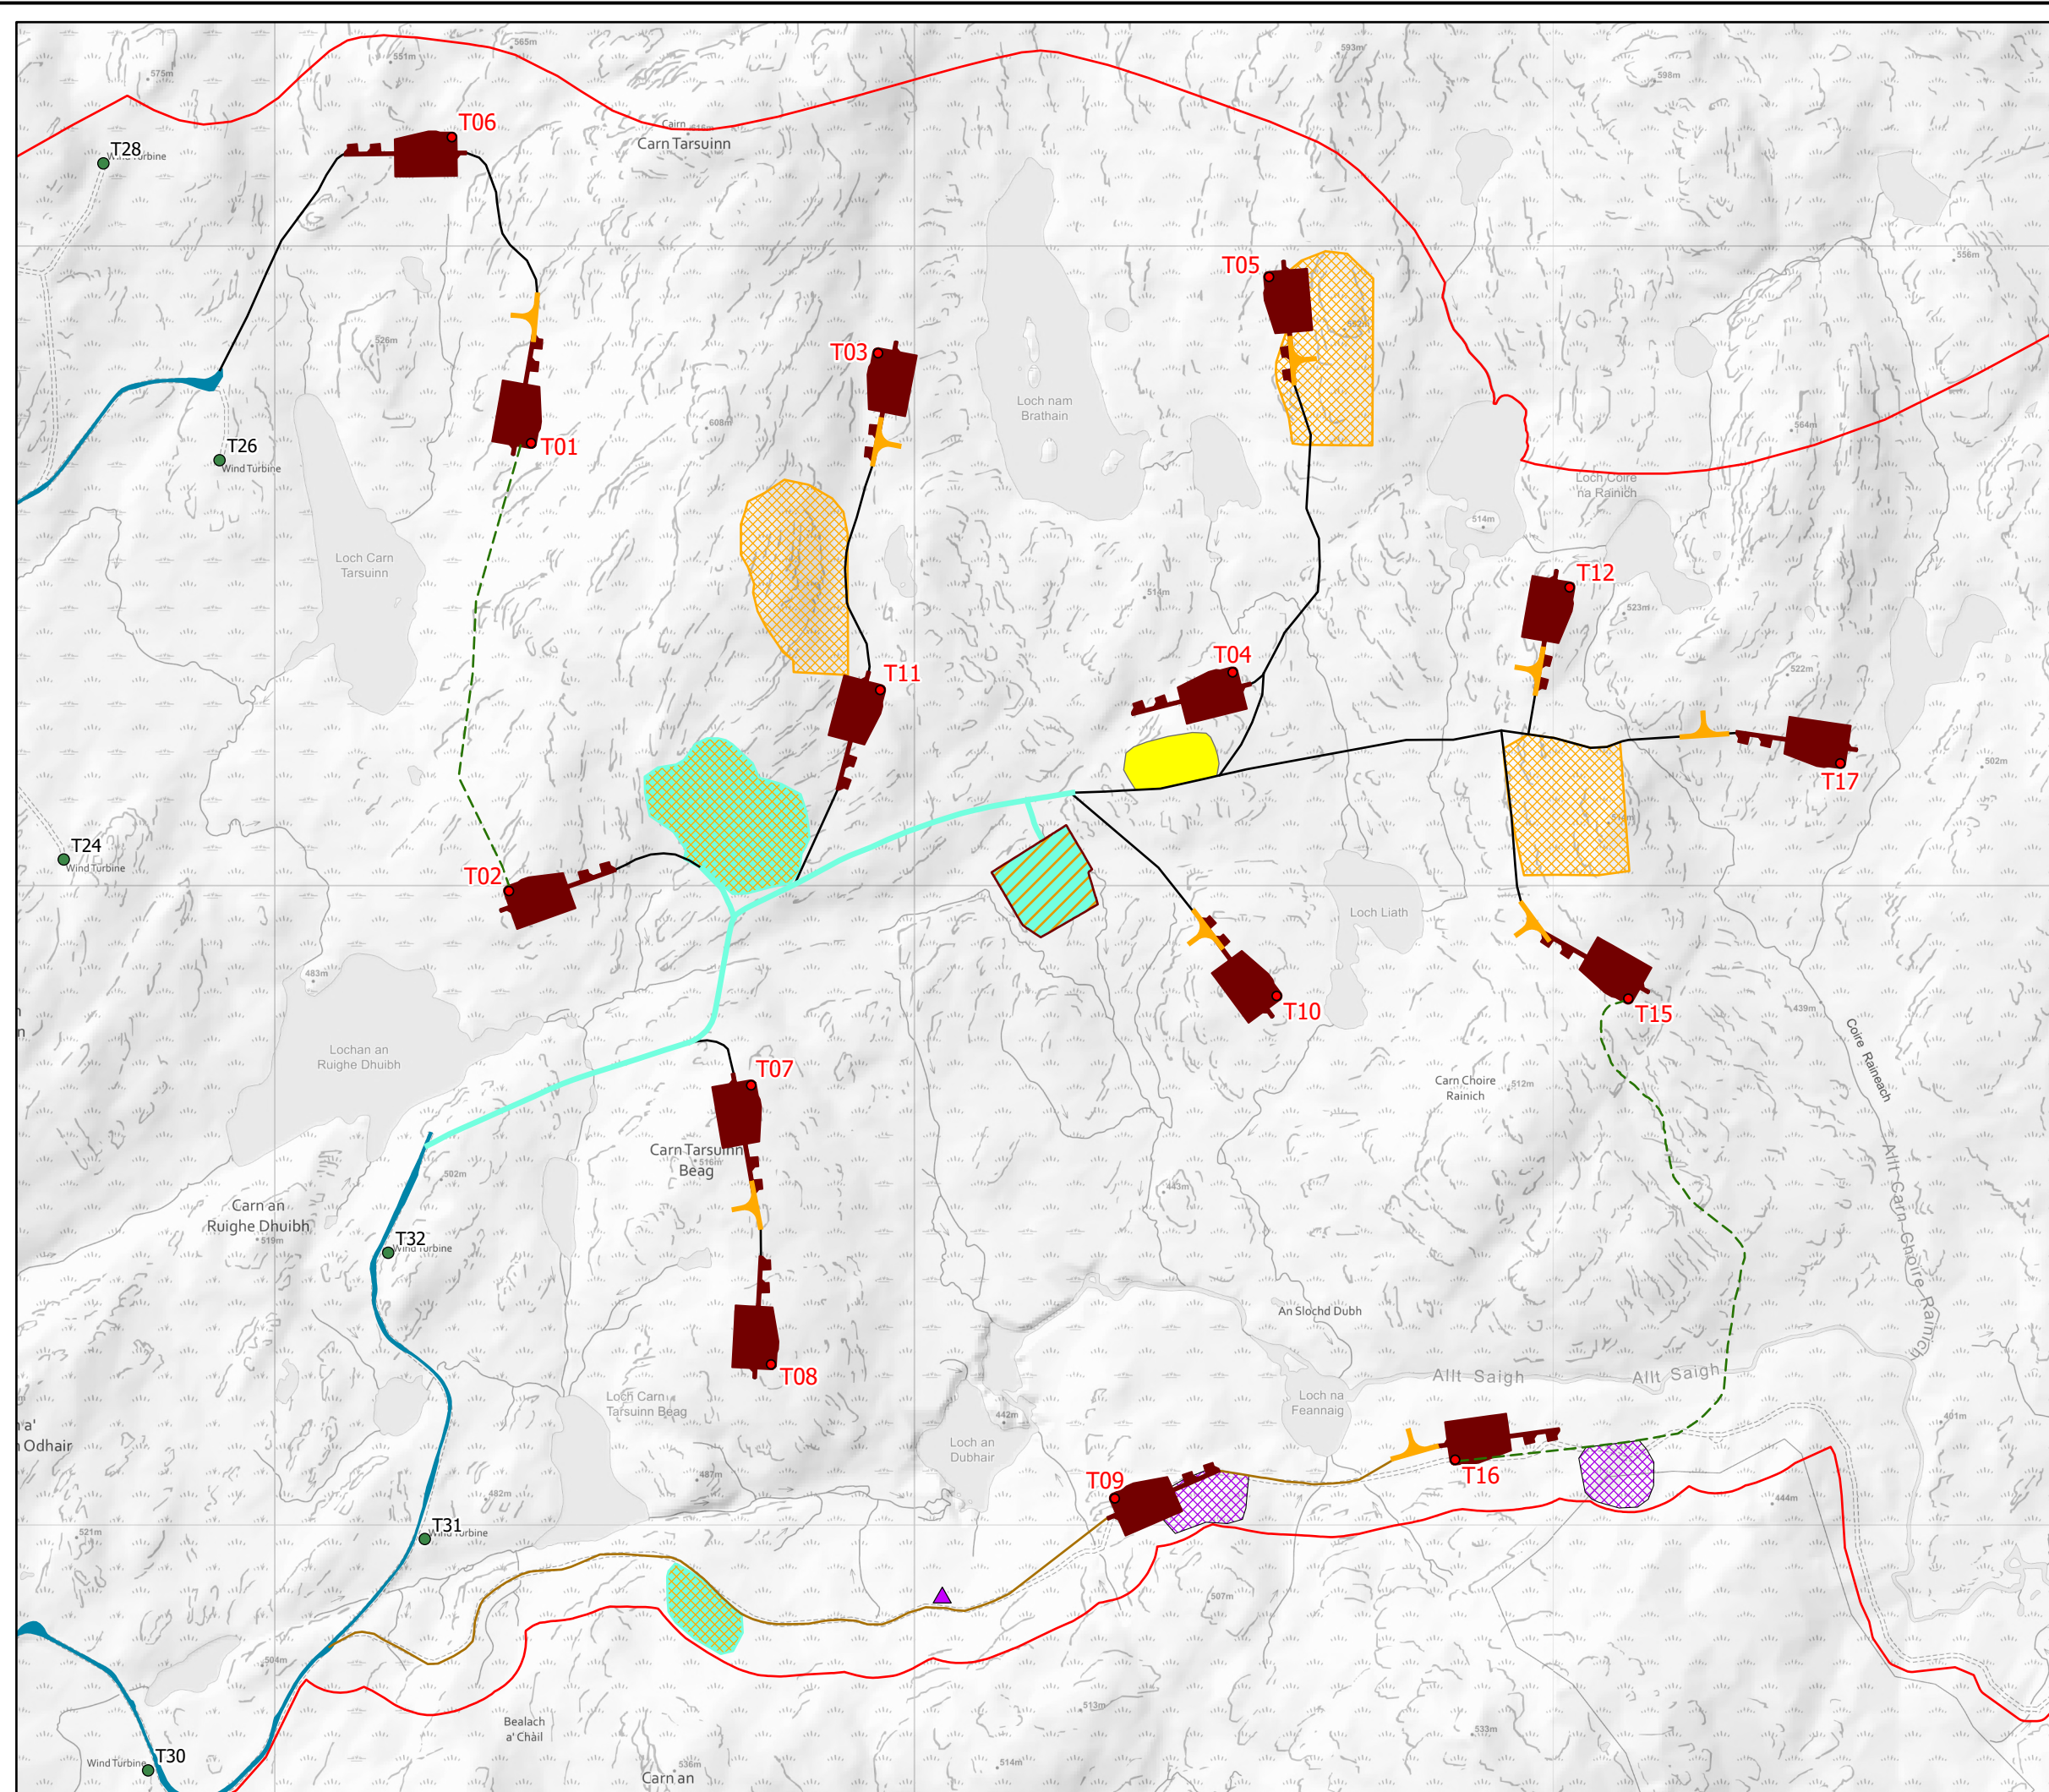 565m
551m
593m
575m
598m
T06
Cairn
516m
Carn Tarsuinn
T28
Wind Turbine
556m
T05
552m
526m
T03
Loch nam
Brathain
608m
564m
T01
T26
Wind Turbine
Loch Coire
na Rainich
514m
Loch Carn
Tarsuinn
T12
514m
523m
T04
522m
T11
502m
T17
514m
T24
Wind Turbine
T02
Loch Liath
483m
T10
439m
T15
Coire Raineach
Lochan an
Ruighe Dhuibh
T07
Carn Choire
Rainich
512m
Carn Tarsuinn
Beag
516m
502m
443m
Allt Carn Choire Rainich
Carn an
Ruighe Dhuibh
519m
T32
Wind Turbine
An Slochd Dubh
T08
Allt Saigh
Allt Saigh
Loch Carn
Tarsuinn Beag
Loch na
Feannaig
442m
401m
n a'
n Odhair
Loch an
Dubhair
487m
T09
T16
482m
444m
T31
Wind Turbine
521m
507m
504m
513m
Bealach
a' Chàil
533m
T30
Wind Turbine
536m
514m
Carn an